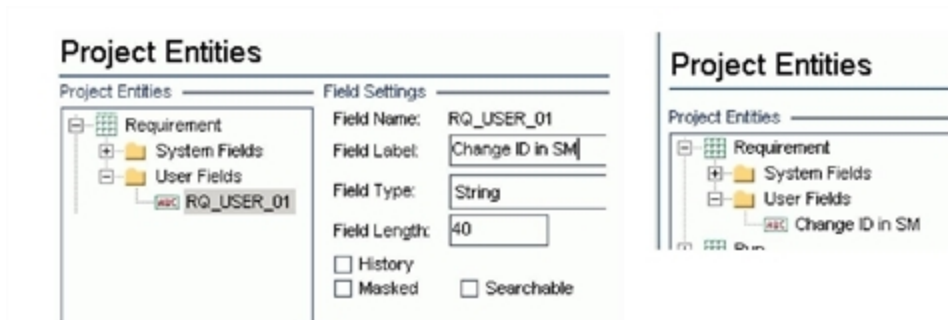 Project Entities
Project Entities
Requirement
System Fields
User Fields
ABC RQ_USER_01
Field Settings
Field Name: RQ_USER_01
Field Label: Change ID in SM
Field Type: String
Field Length: 40
History
Masked
Searchable
Project Entities
Project Entities
Requirement
System Fields
User Fields
ABC Change ID in SM